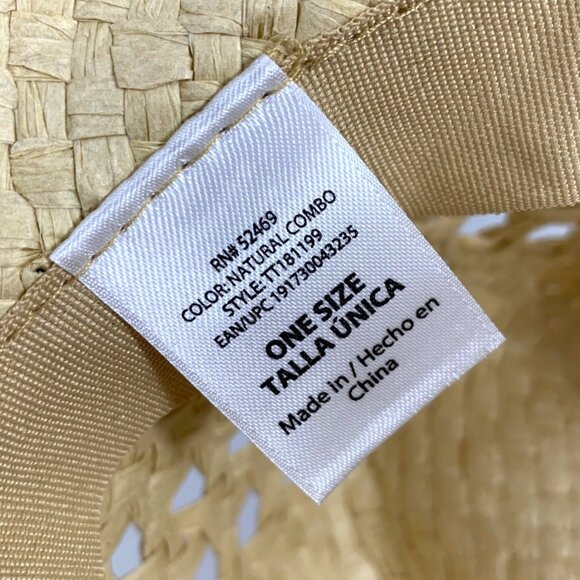 RN# 52469
COLOR: NATURAL COMBO
STYLE: TT181199
EAN/UPC 191730043235
ONE SIZE
TALLA ÚNICA
Made in / Hecho en
China